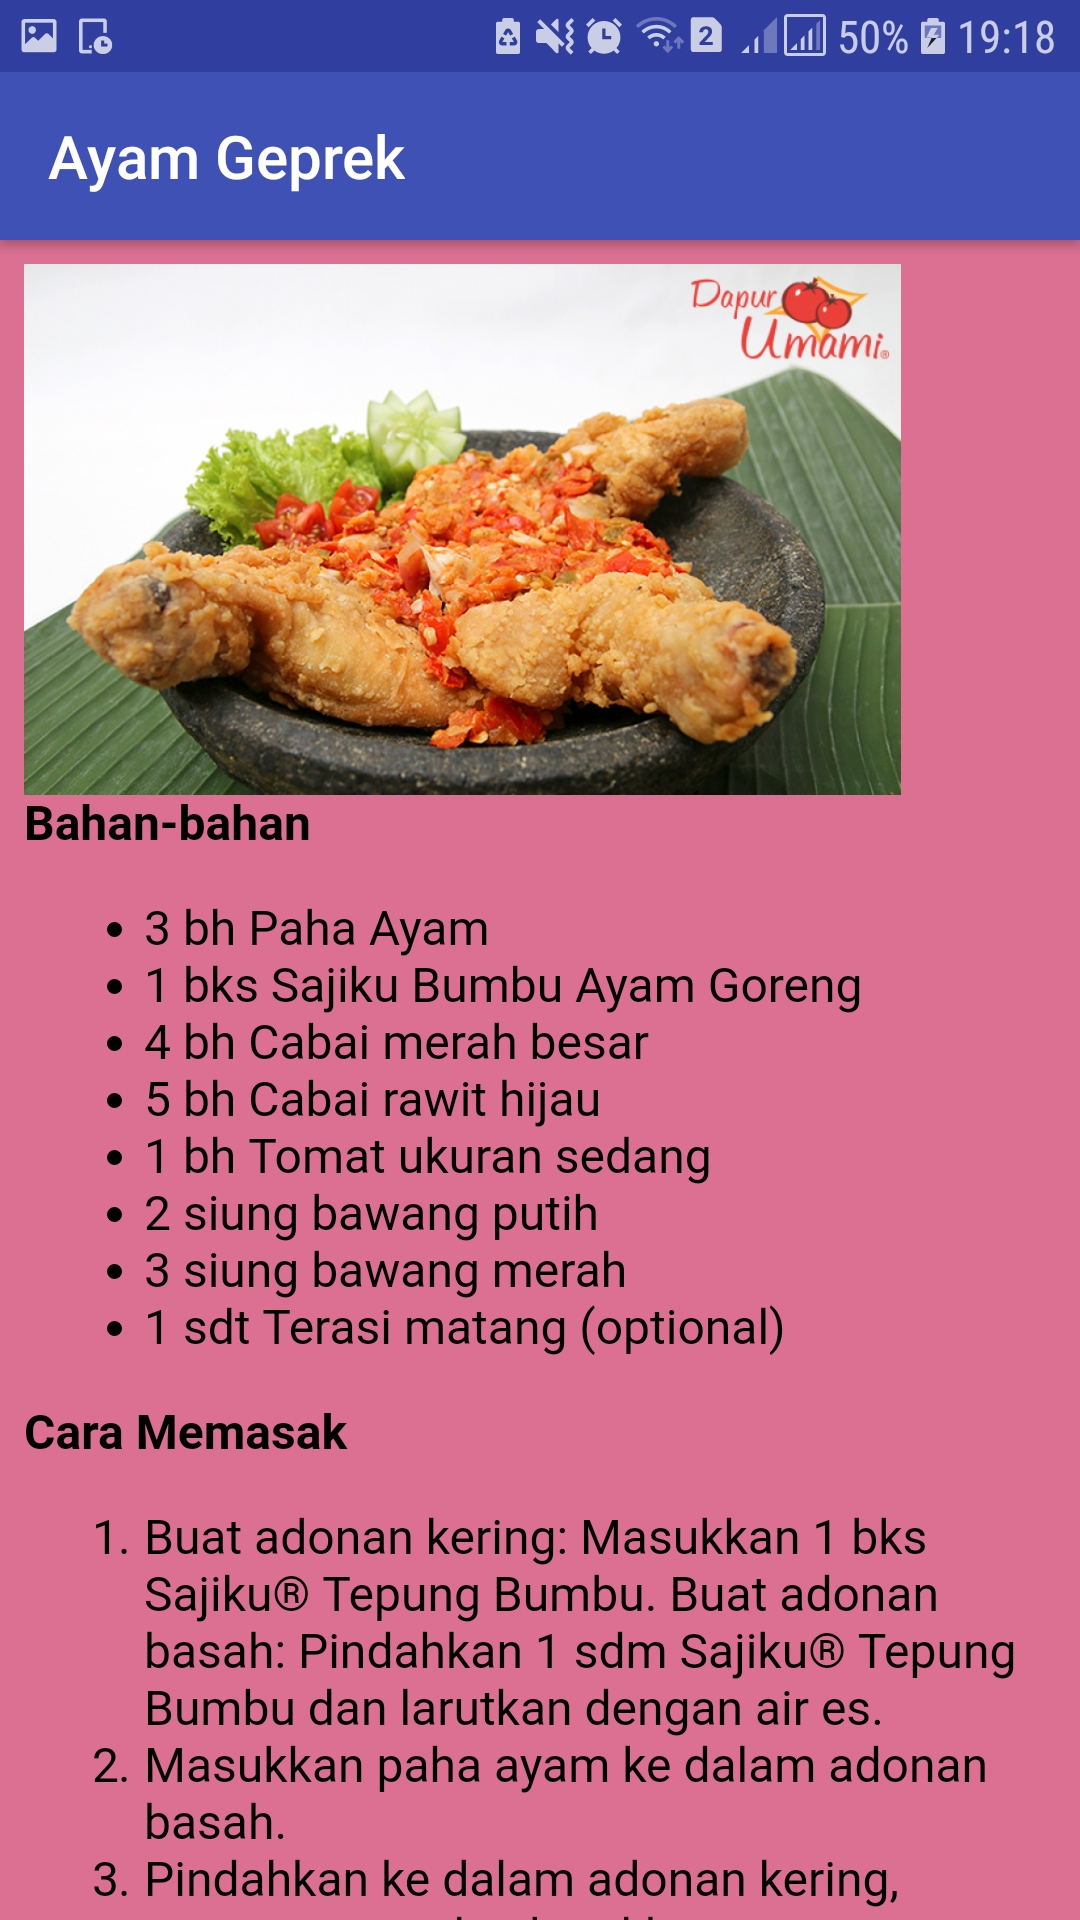 2 50% 19:18
Ayam Geprek
Dapur
Umami®
Bahan-bahan
• 3 bh Paha Ayam
• 1 bks Sajiku Bumbu Ayam Goreng
• 4 bh Cabai merah besar
• 5 bh Cabai rawit hijau
• 1 bh Tomat ukuran sedang
• 2 siung bawang putih
• 3 siung bawang merah
• 1 sdt Terasi matang (optional)
Cara Memasak
1. Buat adonan kering: Masukkan 1 bks
Sajiku® Tepung Bumbu. Buat adonan
basah: Pindahkan 1 sdm Sajiku® Tepung
Bumbu dan larutkan dengan air es.
2. Masukkan paha ayam ke dalam adonan
basah.
3. Pindahkan ke dalam adonan kering,